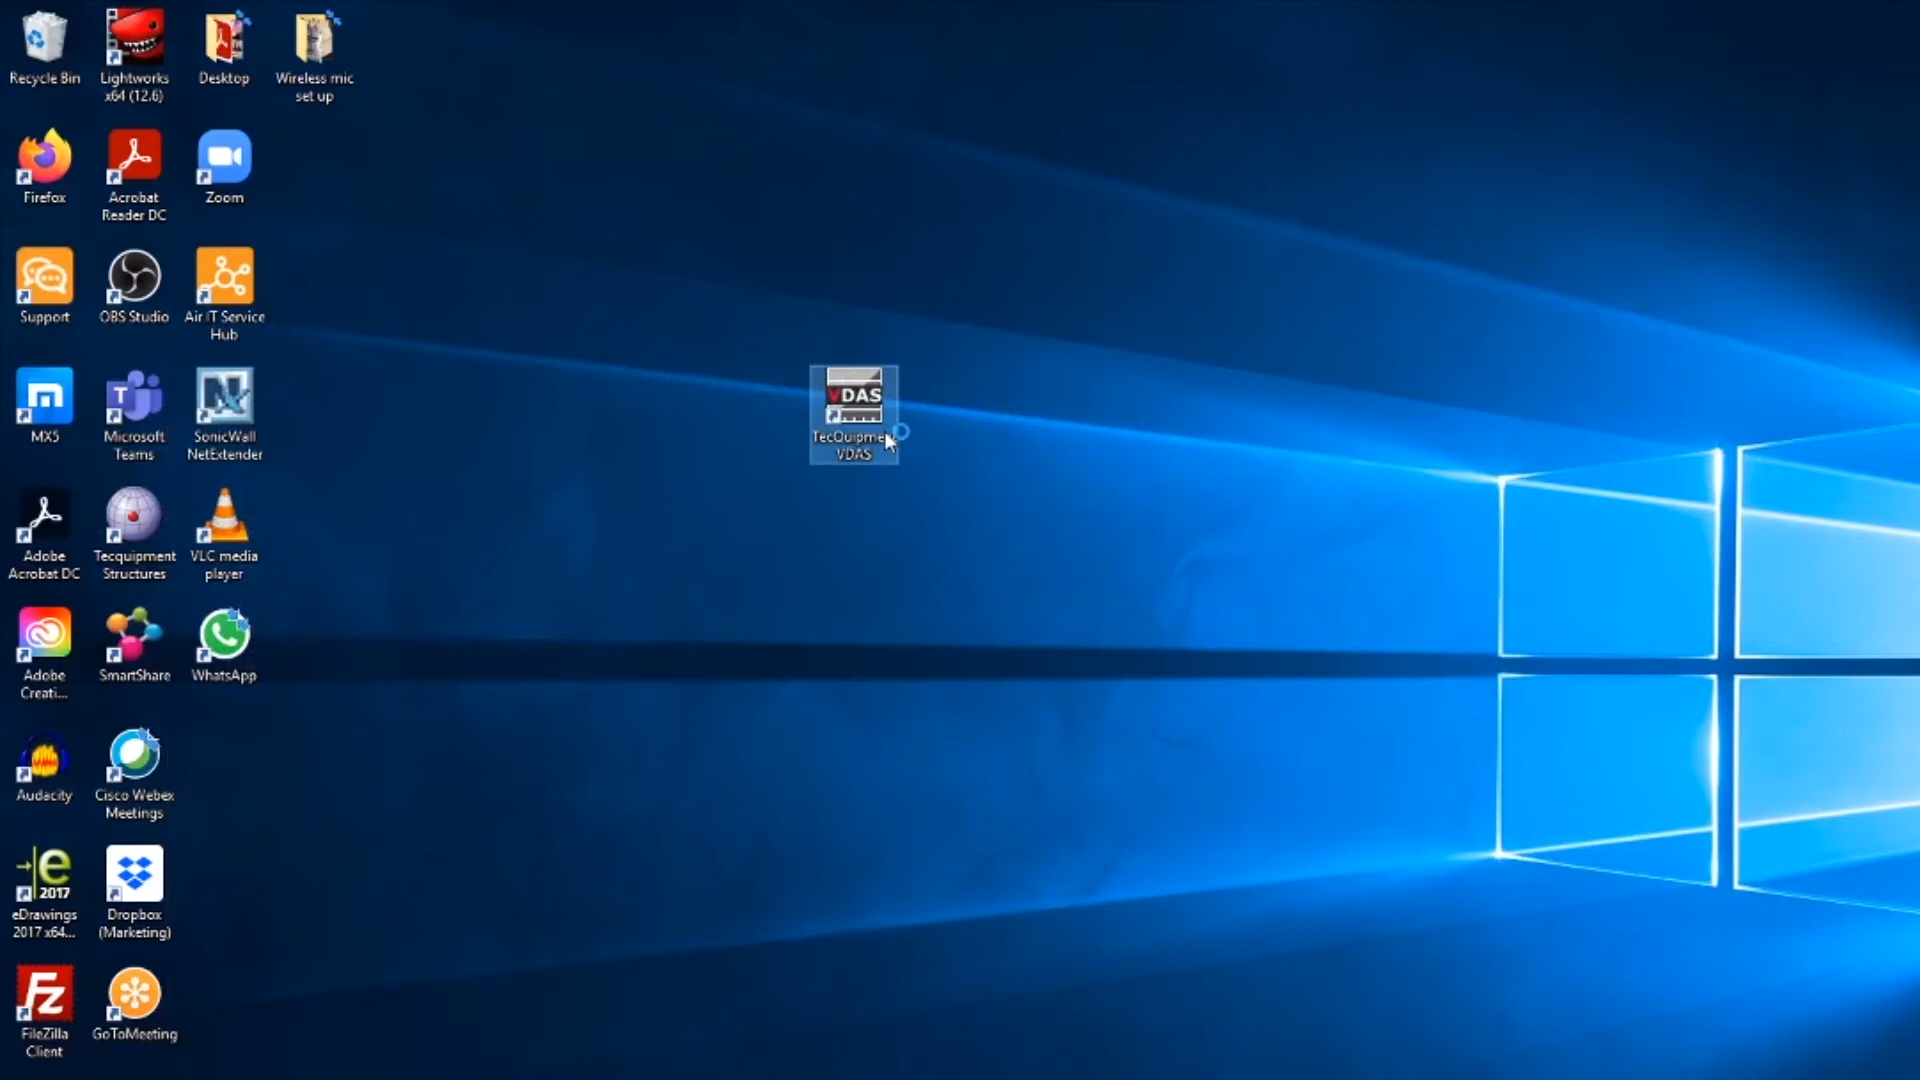 Recycle Bin
Lightworks
x64 (12.6)
Desktop
Wireless mic
set up
Firefox
Acrobat
Reader DC
Zoom
Support
OBS Studio
Air IT Service
Hub
MX5
Microsoft
Teams
SonicWall
NetExtender
VDAS
TecQuipme
VDAS
Adobe
Acrobat DC
Tecquipment
Structures
VLC media
player
Adobe
Creati...
SmartShare
WhatsApp
Audacity
Cisco Webex
Meetings
e
2017
eDrawings
2017 x64...
Dropbox
(Marketing)
Fz
FileZilla
Client
GoToMeeting